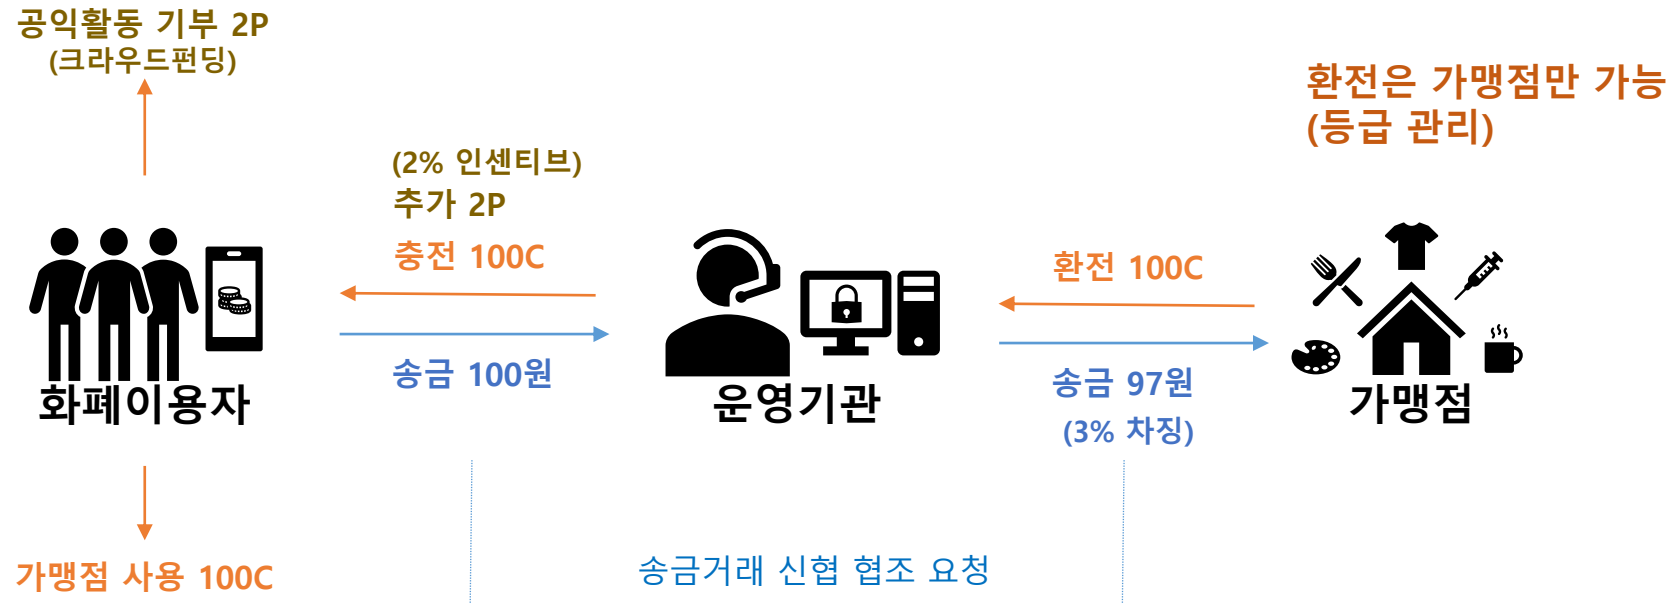 공익활동 기부 2P
(크라우드펀딩)
환전은 가맹점만 가능
(등급 관리)
(2% 인센티브)
추가 2P
충전 100C
환전 100C
송금 100원
송금 97원
(3% 차징)
화폐이용자
운영기관
가맹점
가맹점 사용 100C
송금거래 신협 협조 요청